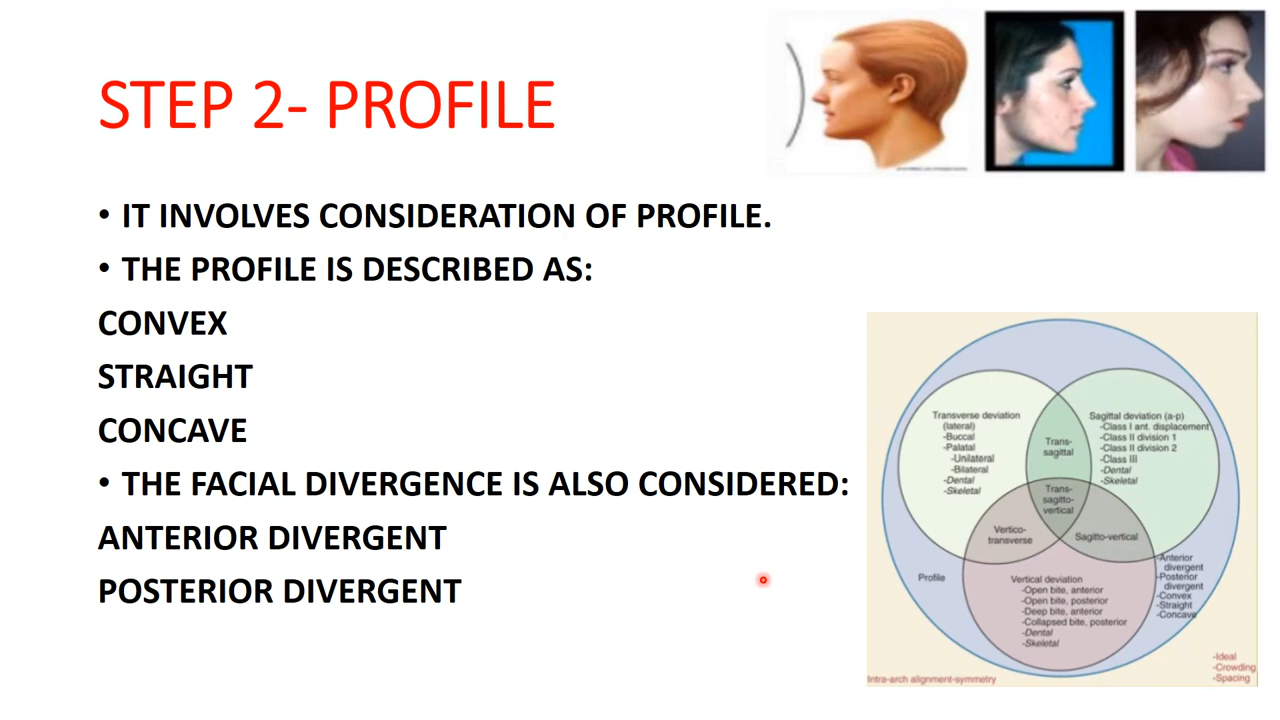 STEP 2- PROFILE
• IT INVOLVES CONSIDERATION OF PROFILE.
• THE PROFILE IS DESCRIBED AS:
CONVEX
STRAIGHT
CONCAVE
• THE FACIAL DIVERGENCE IS ALSO CONSIDERED:
ANTERIOR DIVERGENT
POSTERIOR DIVERGENT
Transverse deviation
(lateral)
-Buccal
-Palatal
-Unilateral
-Bilateral
-Dental
-Skeletal
Trans-
sagittal
Sagittal deviation (a-p)
-Class I ant. displacement
-Class II division 1
-Class II division 2
-Class III
-Dental
-Skeletal
Trans-
sagitto-
vertical
Vertico-
transverse
Sagitto-vertical
Profile
Vertical deviation
-Open bite, anterior
-Open bite, posterior
-Deep bite, anterior
-Collapsed bite, posterior
-Dental
-Skeletal
-Anterior
divergent
-Posterior
divergent
-Convex
-Straight
-Concave
Intra-arch alignment-symmetry
-Ideal
-Crowding
-Spacing